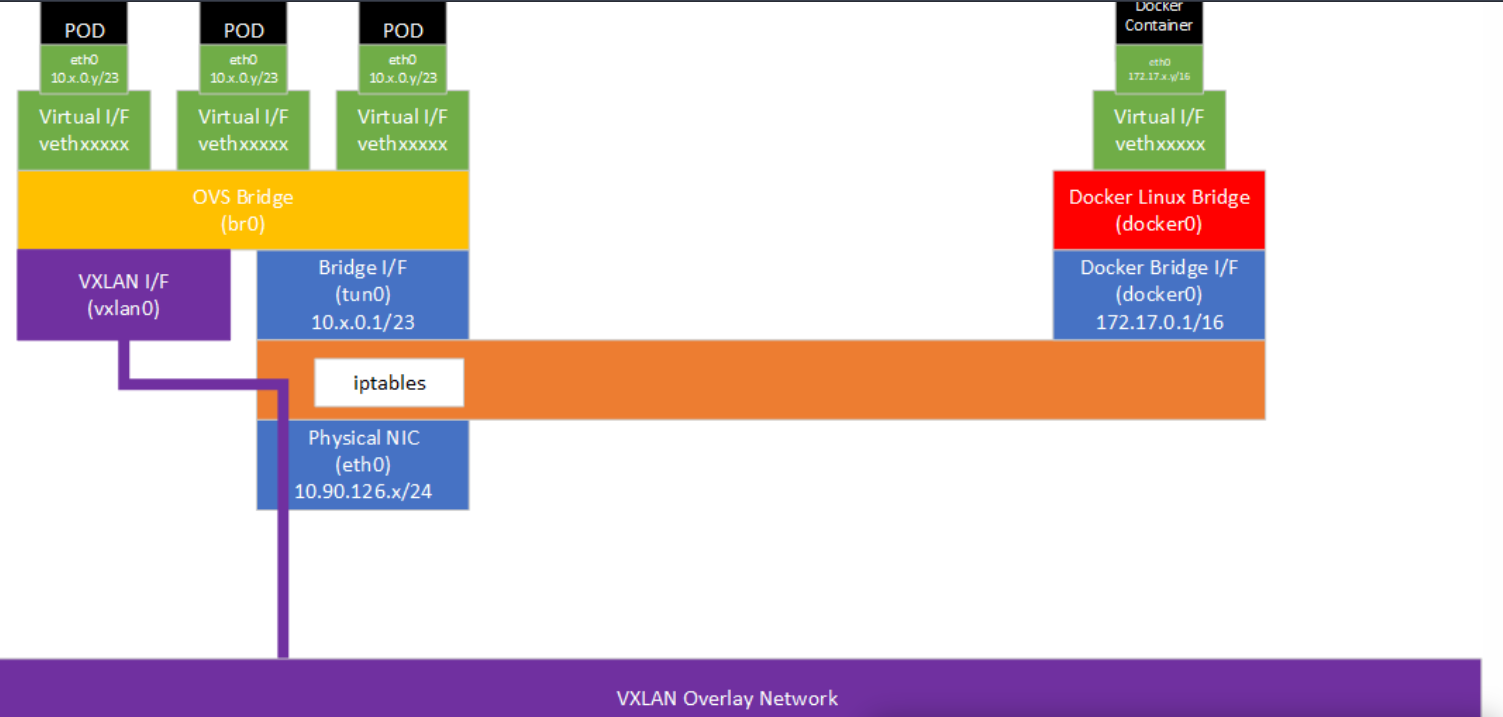 POD
eth0
10.x.0.y/23
Virtual I/F
vethxxxxx
POD
eth0
10.x.0.y/23
Virtual I/F
vethxxxxx
POD
eth0
10.x.0.y/23
Virtual I/F
vethxxxxx
Docker
Container
eth0
172.17.x.y/16
Virtual I/F
vethxxxxx
OVS Bridge
(br0)
Docker Linux Bridge
(docker0)
VXLAN I/F
(vxlan0)
Bridge I/F
(tun0)
10.x.0.1/23
Docker Bridge I/F
(docker0)
172.17.0.1/16
iptables
Physical NIC
(eth0)
10.90.126.x/24
VXLAN Overlay Network